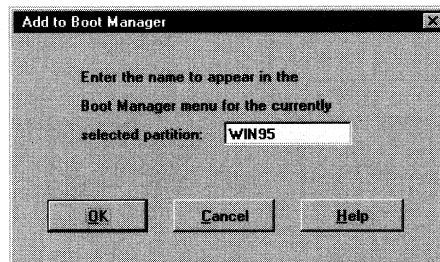 Add to Boot Manager
Enter the name to appear in the
Boot Manager menu for the currently
selected partition: WIN95
OK Cancel Help